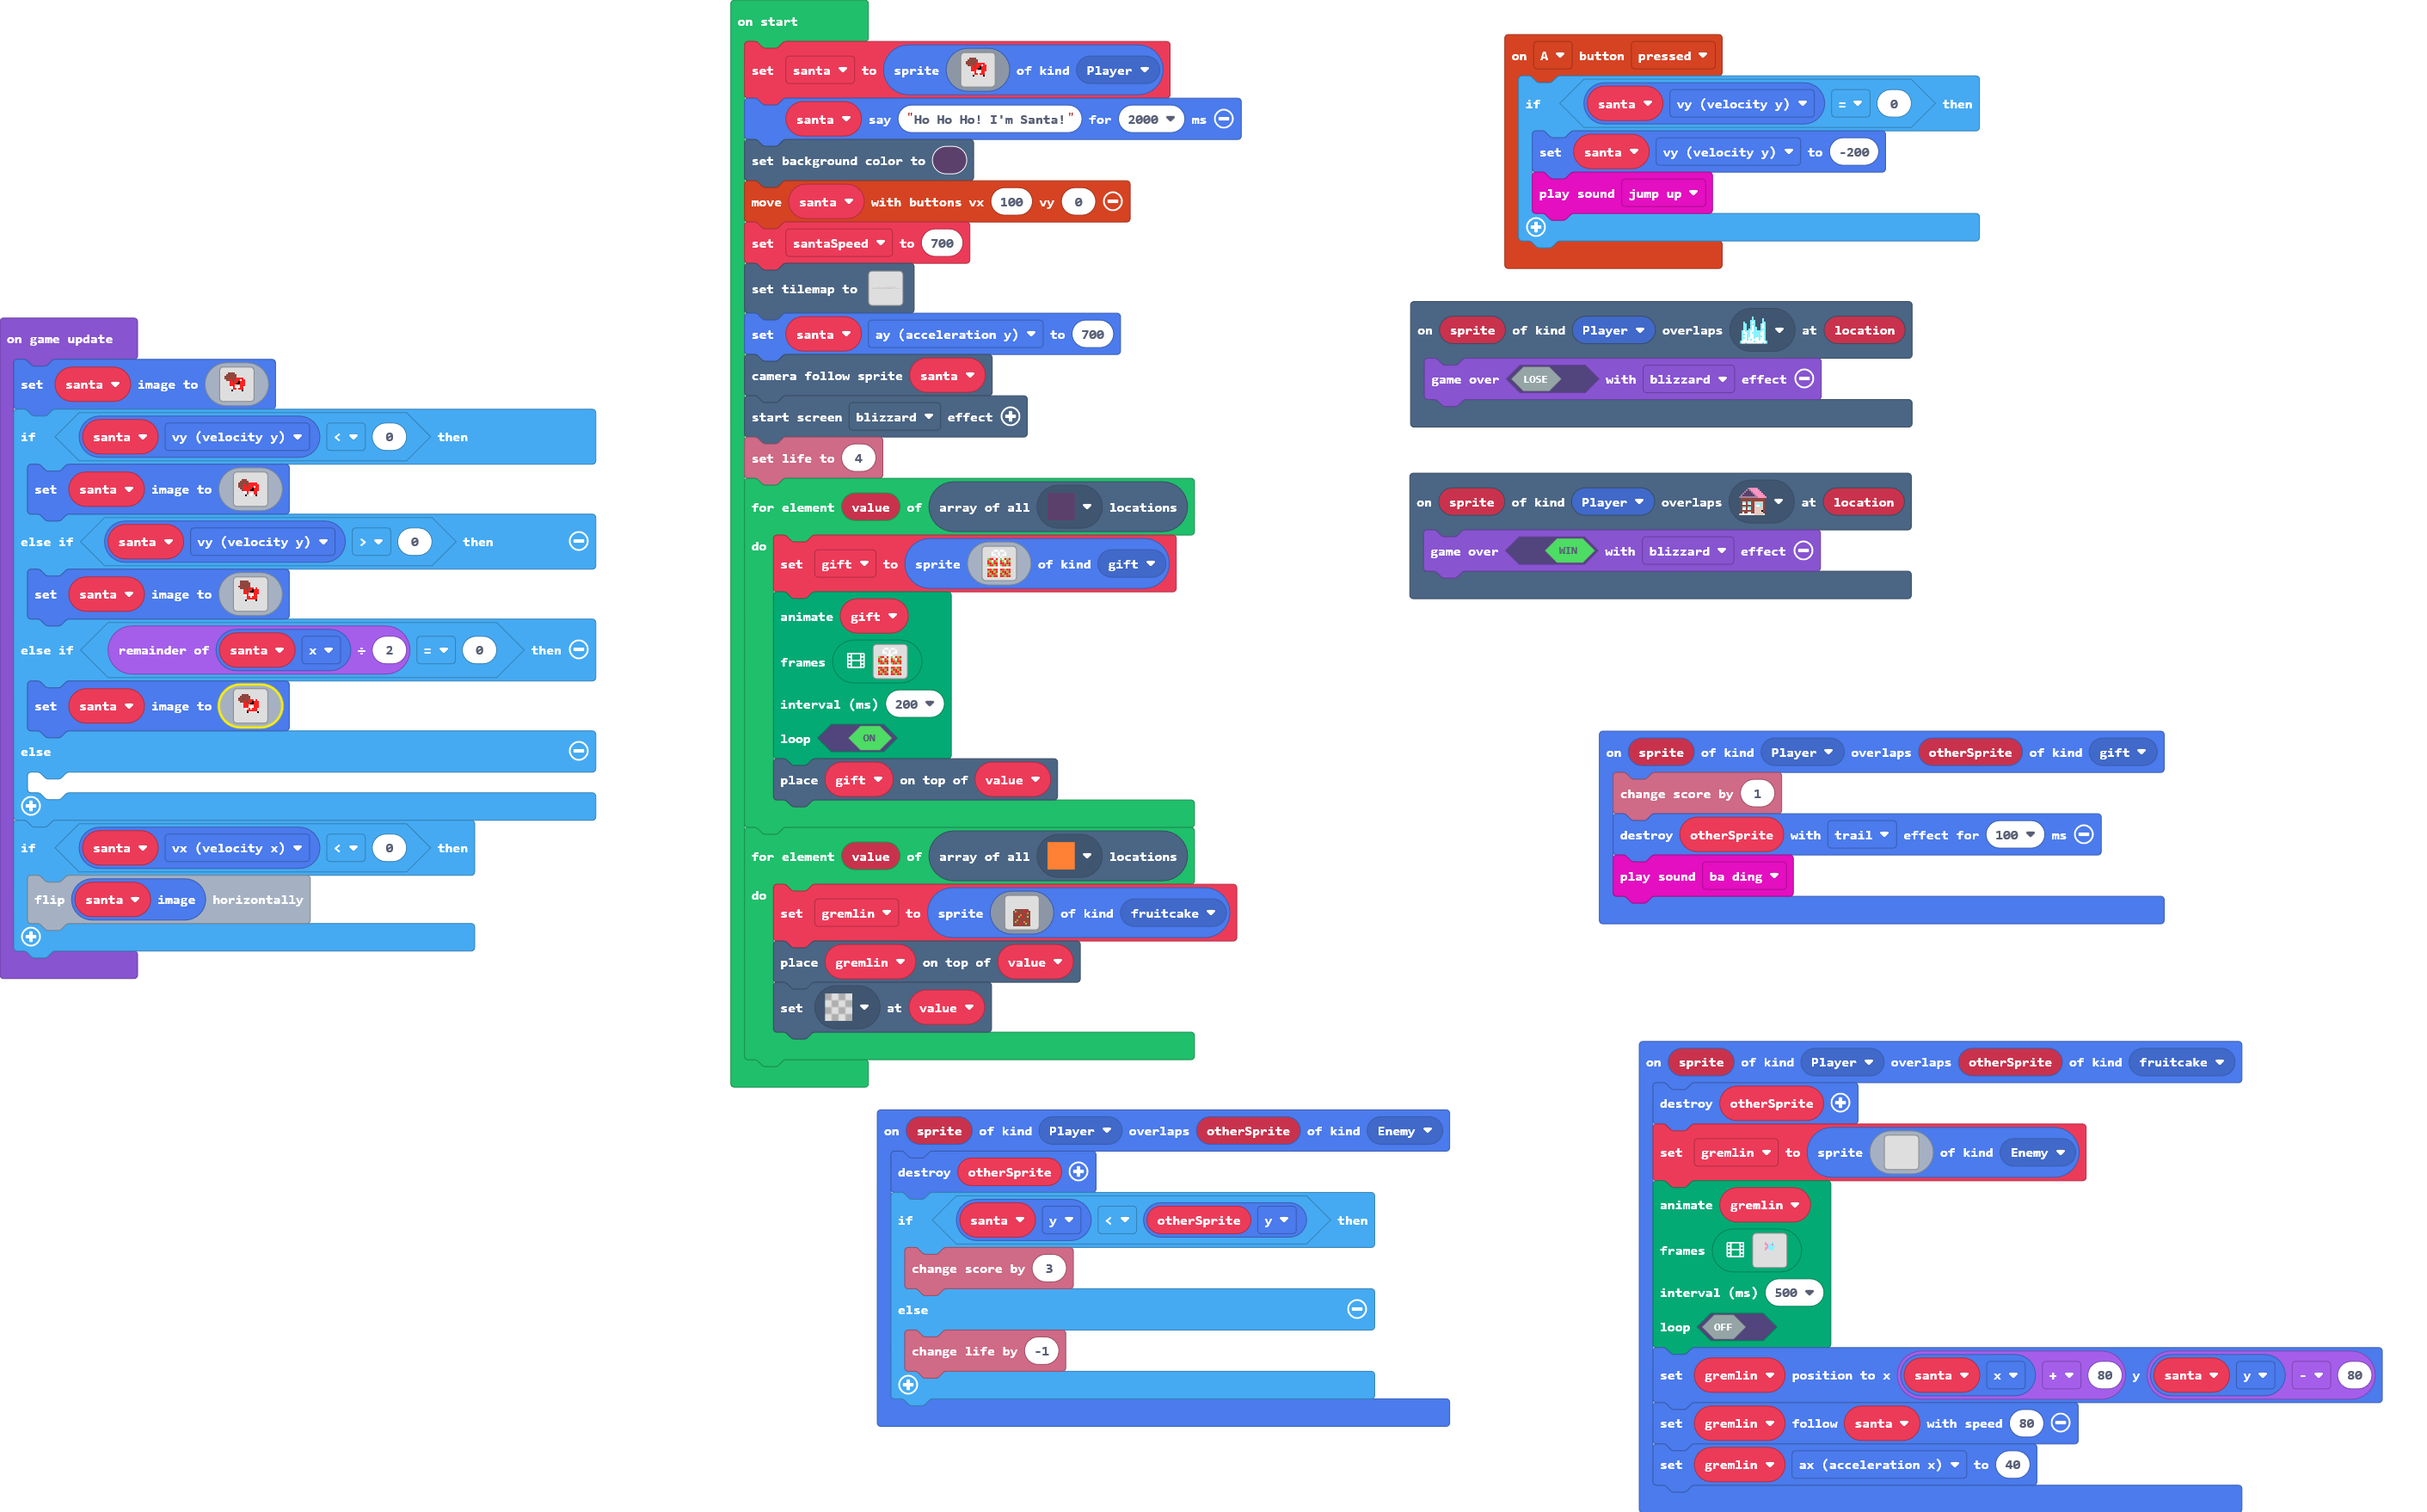 on start
set santa to sprite of kind Player
santa say "Ho Ho Ho! I'm Santa!" for 2000 ms
set background color to
move santa with buttons vx 100 vy 0
set santaSpeed to 700
set tilemap to
set santa ay (acceleration y) to 700
camera follow sprite santa
start screen blizzard effect
set life to 4
for element value of array of all locations
do
set gift to sprite of kind gift
animate gift
frames
interval (ms) 200
loop ON
place gift on top of value
for element value of array of all locations
do
set gremlin to sprite of kind fruitcake
place gremlin on top of value
set at value
on game update
set santa image to
if santa vy (velocity y) < 0 then
set santa image to
else if santa vy (velocity y) > 0 then
set santa image to
else if remainder of santa x ÷ 2 = 0 then
set santa image to
else
if santa vx (velocity x) < 0 then
flip santa image horizontally
on A button pressed
if santa vy (velocity y) = 0 then
set santa vy (velocity y) to -200
play sound jump up
on sprite of kind Player overlaps at location
game over LOSE with blizzard effect
on sprite of kind Player overlaps at location
game over WIN with blizzard effect
on sprite of kind Player overlaps otherSprite of kind gift
change score by 1
destroy otherSprite with trail effect for 100 ms
play sound ba ding
on sprite of kind Player overlaps otherSprite of kind Enemy
destroy otherSprite
if santa y < otherSprite y then
change score by 3
else
change life by -1
on sprite of kind Player overlaps otherSprite of kind fruitcake
destroy otherSprite
set gremlin to sprite of kind Enemy
animate gremlin
frames
interval (ms) 500
loop OFF
set gremlin position to x santa x + 80 y santa y - 80
set gremlin follow santa with speed 80
set gremlin ax (acceleration x) to 40